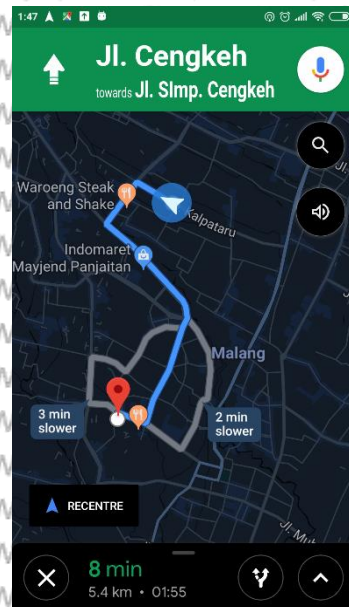 1:47
Jl. Cengkeh
towards Jl. SImp. Cengkeh
Waroeng Steak
and Shake
Kalpataru
Indomaret
Mayjend Panjaitan
Malang
3 min
slower
2 min
slower
RECENTRE
8 min
5.4 km • 01:55